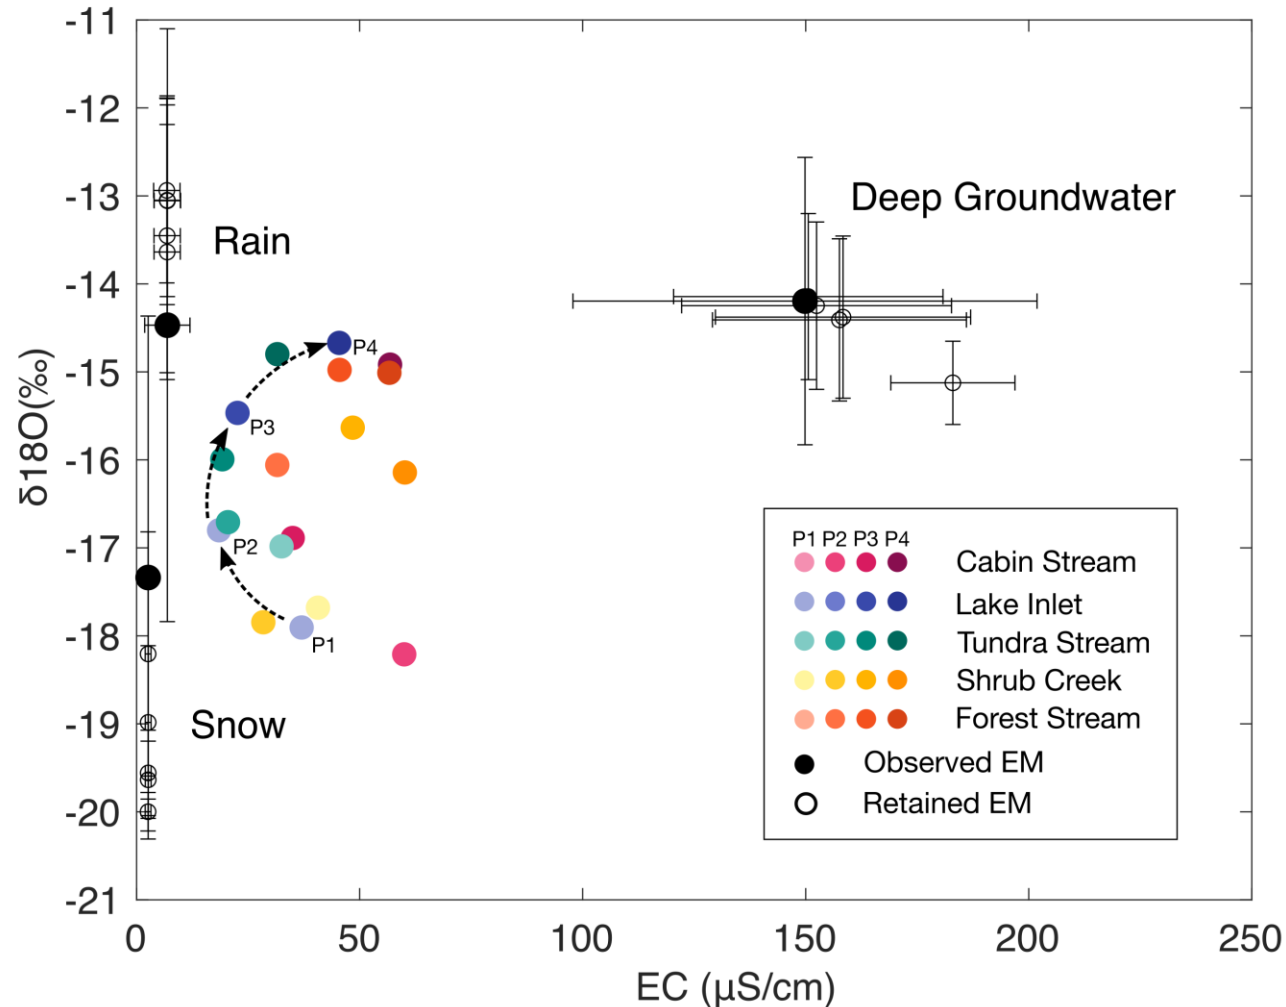 -11
-12
-13
-14
-15
-16
-17
-18
-19
-20
-21
δ18O(‰)
Rain
Snow
Deep Groundwater
P4
P3
P2
P1
P1 P2 P3 P4
Cabin Stream
Lake Inlet
Tundra Stream
Shrub Creek
Forest Stream
Observed EM
Retained EM
0 50 100 150 200 250
EC (μS/cm)